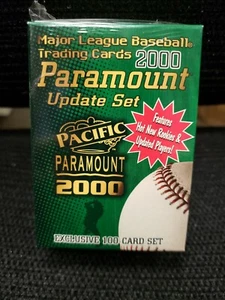 Major League Baseball®
Trading Cards 2000
Paramount
Update Set
Features
Hot New Rookies &
Updated Players!
PACIFIC
PARAMOUNT
2000
EXCLUSIVE 100 CARD SET